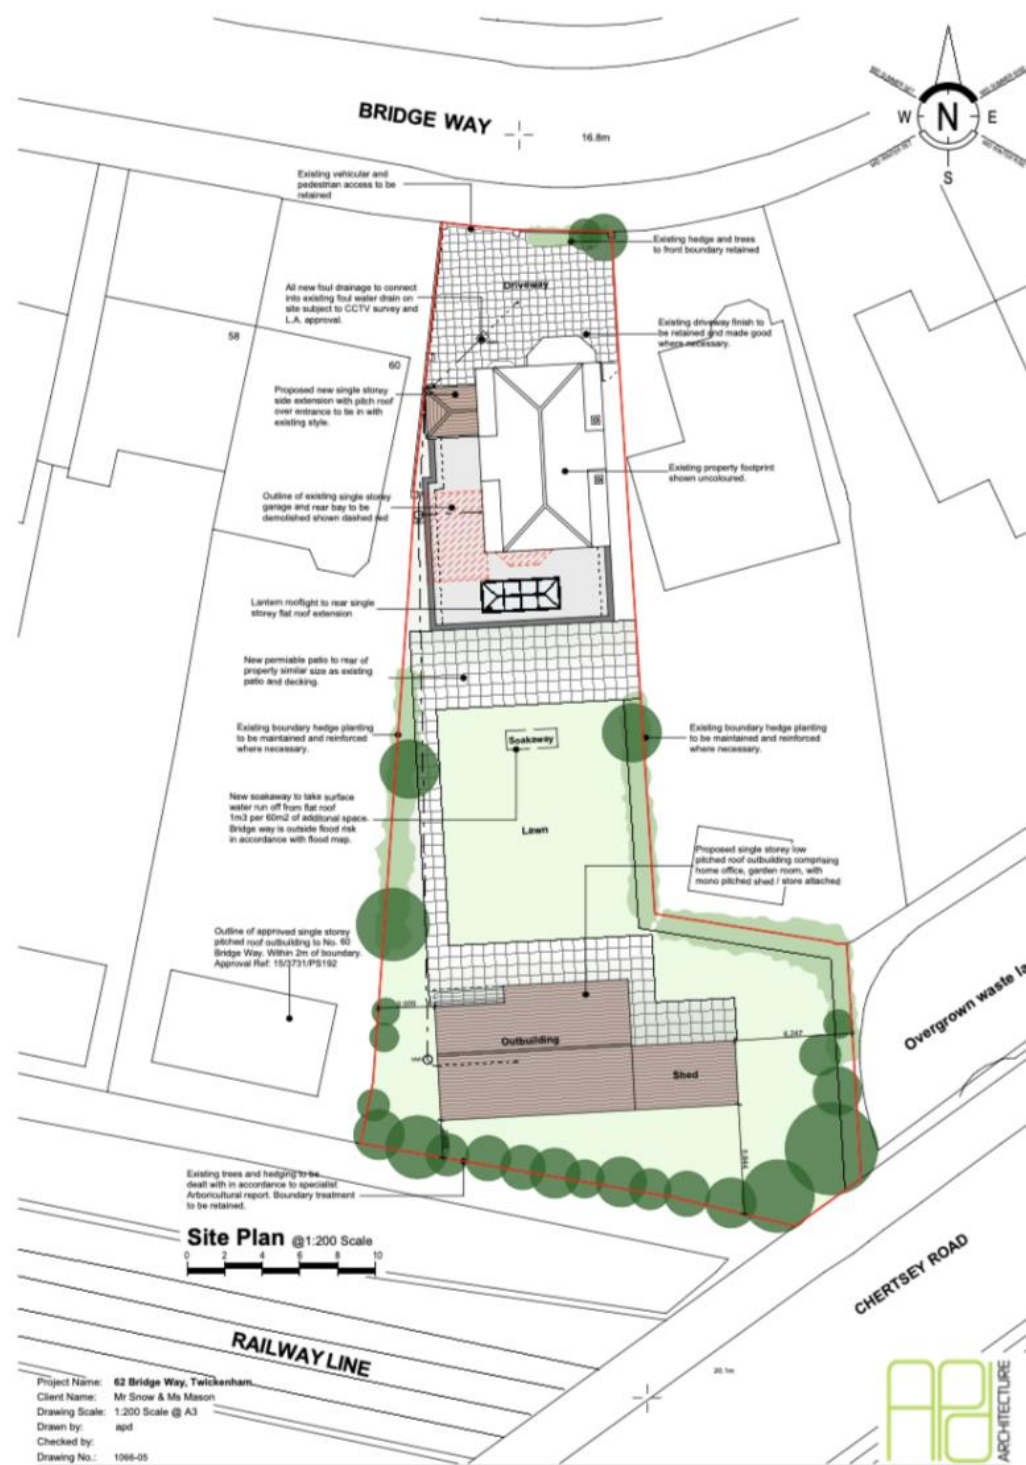 BRIDGE WAY
16.8m
N
W
E
S
Existing vehicular and
pedestrian access to be
retained
Existing hedge and trees
to front boundary retained
Driveway
All new foul drainage to connect
into existing foul water drain on
site subject to CCTV survey and
L.A. approval.
Existing driveway finish to
be retained and made good
where necessary.
58
60
Proposed new single storey
side extension with pitch roof
over entrance to tie in with
existing style.
Existing property footprint
shown uncoloured.
Outline of existing single storey
garage and rear bay to be
demolished shown dashed red
Lantern rooflight to rear single
storey flat roof extension
New permiable patio to rear of
property similar size as existing
patio and decking.
Existing boundary hedge planting
to be maintained and reinforced
where necessary.
Existing boundary hedge planting
to be maintained and reinforced
where necessary.
Soakaway
New soakaway to take surface
water run off from flat roof
1m3 per 60m2 of additonal space.
Bridge way is outside flood risk
in accordance with flood map.
Lawn
Proposed single storey low
pitched roof outbuilding comprising
home office, garden room, with
mono pitched shed / store attached
Outline of approved single storey
pitched roof outbuilding to No. 60
Bridge Way. Within 2m of boundary.
Approval Ref: 15/3731/PS192
Overgrown waste la
6,247
Outbuilding
Shed
Existing trees and hedging to be
dealt with in accordance to specialist
Arboricultural report. Boundary treatment
to be retained.
Site Plan @1:200 Scale
0 2 4 6 8 10
CHERTSEY ROAD
RAILWAY LINE
20.1m
Project Name: 62 Bridge Way, Twickenham.
Client Name: Mr Snow & Ms Mason
Drawing Scale: 1:200 Scale @ A3
Drawn by: apd
Checked by:
Drawing No.: 1066-05
APd
ARCHITECTURE